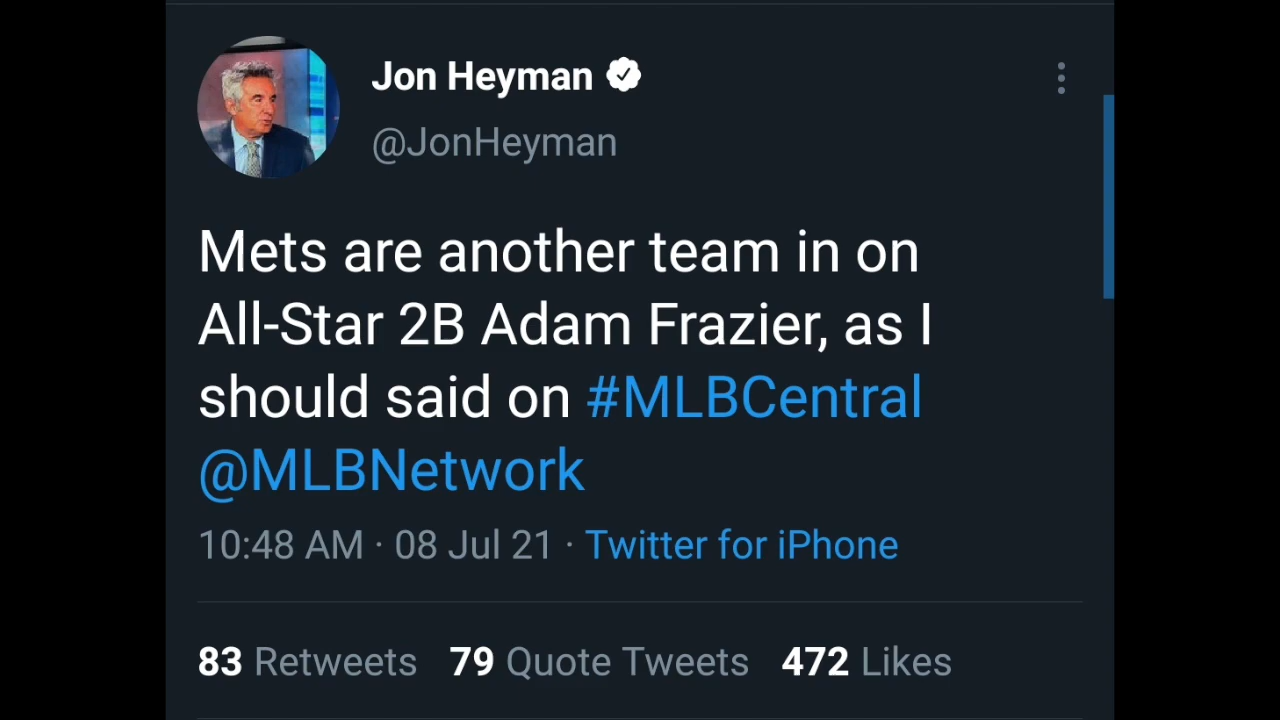 Jon Heyman
@JonHeyman
Mets are another team in on
All-Star 2B Adam Frazier, as I
should said on #MLBCentral
@MLBNetwork
10:48 AM · 08 Jul 21 · Twitter for iPhone
83 Retweets 79 Quote Tweets 472 Likes